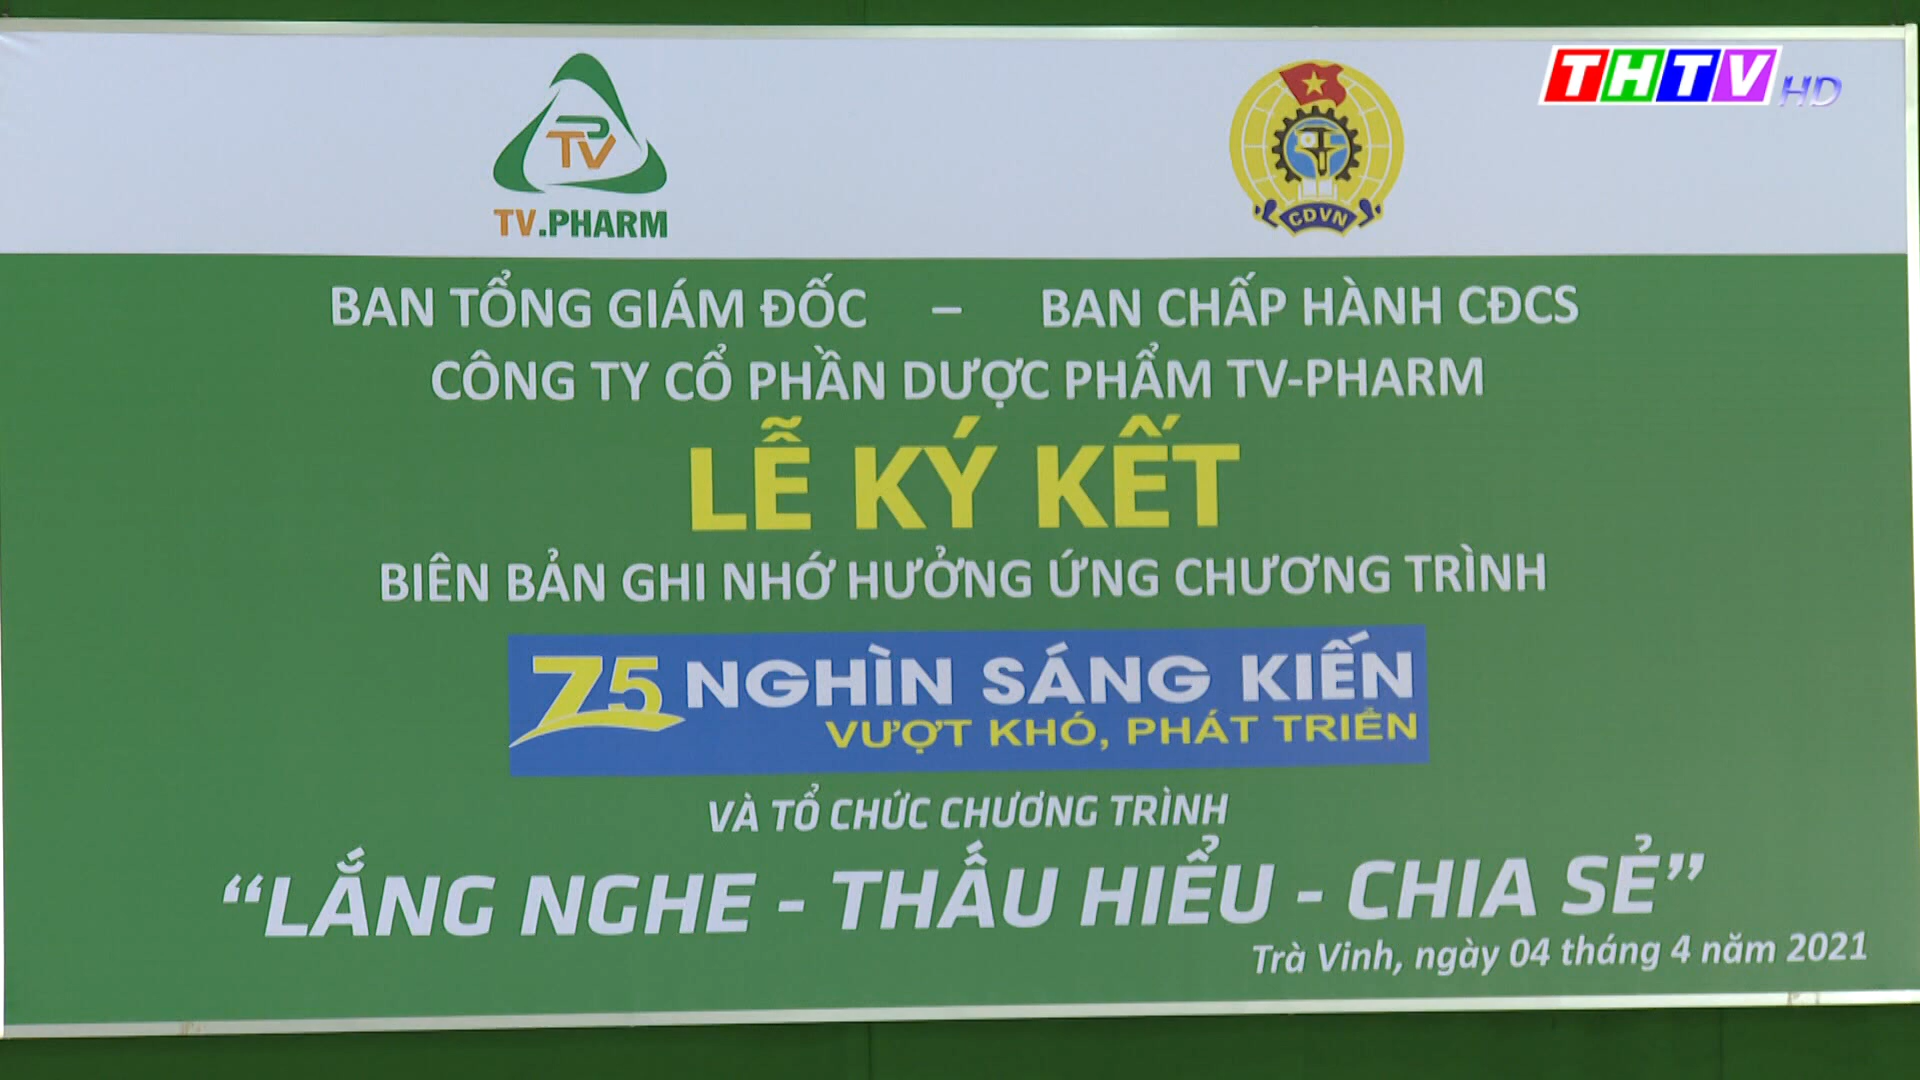 THTV HD
TV
TV.PHARM
CDVN
BAN TỔNG GIÁM ĐỐC – BAN CHẤP HÀNH CĐCS
CÔNG TY CỔ PHẦN DƯỢC PHẨM TV-PHARM
LỄ KÝ KẾT
BIÊN BẢN GHI NHỚ HƯỞNG ỨNG CHƯƠNG TRÌNH
75 NGHÌN SÁNG KIẾN
VƯỢT KHÓ, PHÁT TRIỂN
VÀ TỔ CHỨC CHƯƠNG TRÌNH
“LẮNG NGHE - THẤU HIỂU - CHIA SẺ”
Trà Vinh, ngày 04 tháng 4 năm 2021